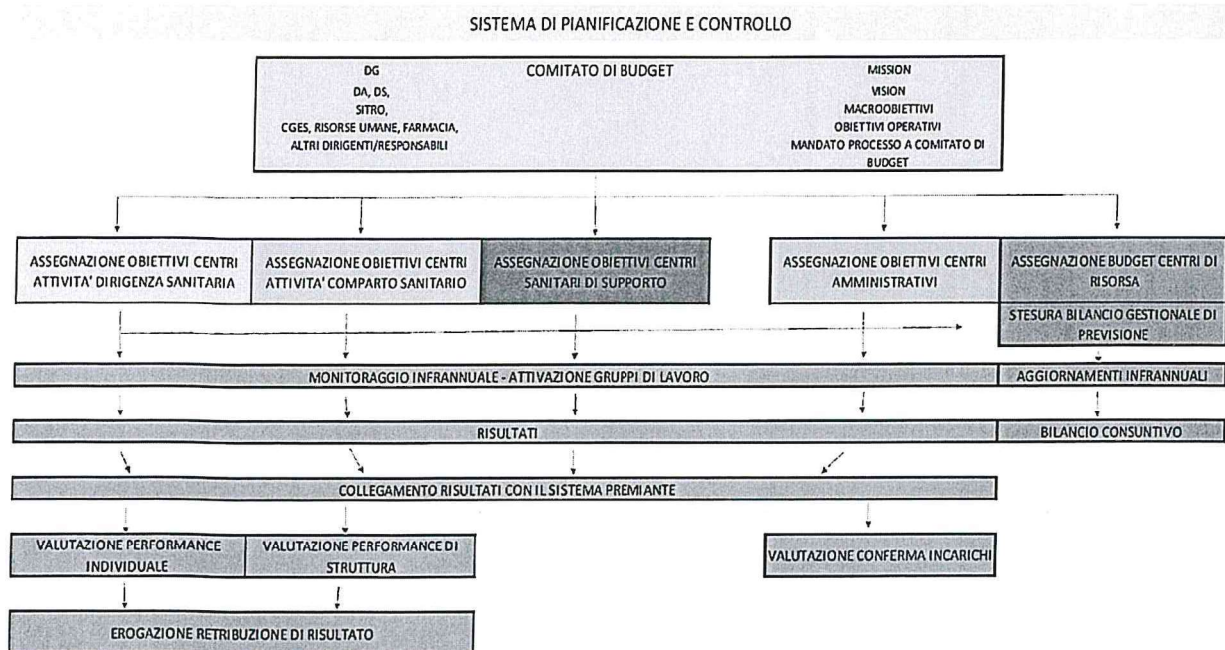 SISTEMA DI PIANIFICAZIONE E CONTROLLO
DG
COMITATO DI BUDGET
MISSION
DA, DS,
VISION
SITRO,
MACROOBIETTIVI
CGES, RISORSE UMANE, FARMACIA,
OBIETTIVI OPERATIVI
ALTRI DIRIGENTI/RESPONSABILI
MANDATO PROCESSO A COMITATO DI
BUDGET
ASSEGNAZIONE OBIETTIVI CENTRI
ATTIVITA' DIRIGENZA SANITARIA
ASSEGNAZIONE OBIETTIVI CENTRI
ATTIVITA' COMPARTO SANITARIO
ASSEGNAZIONE OBIETTIVI CENTRI
SANITARI DI SUPPORTO
ASSEGNAZIONE OBIETTIVI CENTRI
AMMINISTRATIVI
ASSEGNAZIONE BUDGET CENTRI DI
RISORSA
STESURA BILANCIO GESTIONALE DI
PREVISIONE
MONITORAGGIO INFRANNUALE - ATTIVAZIONE GRUPPI DI LAVORO
AGGIORNAMENTI INFRANNUALI
RISULTATI
BILANCIO CONSUNTIVO
COLLEGAMENTO RISULTATI CON IL SISTEMA PREMIANTE
VALUTAZIONE PERFORMANCE
INDIVIDUALE
VALUTAZIONE PERFORMANCE DI
STRUTTURA
VALUTAZIONE CONFERMA INCARICHI
EROGAZIONE RETRIBUZIONE DI RISULTATO